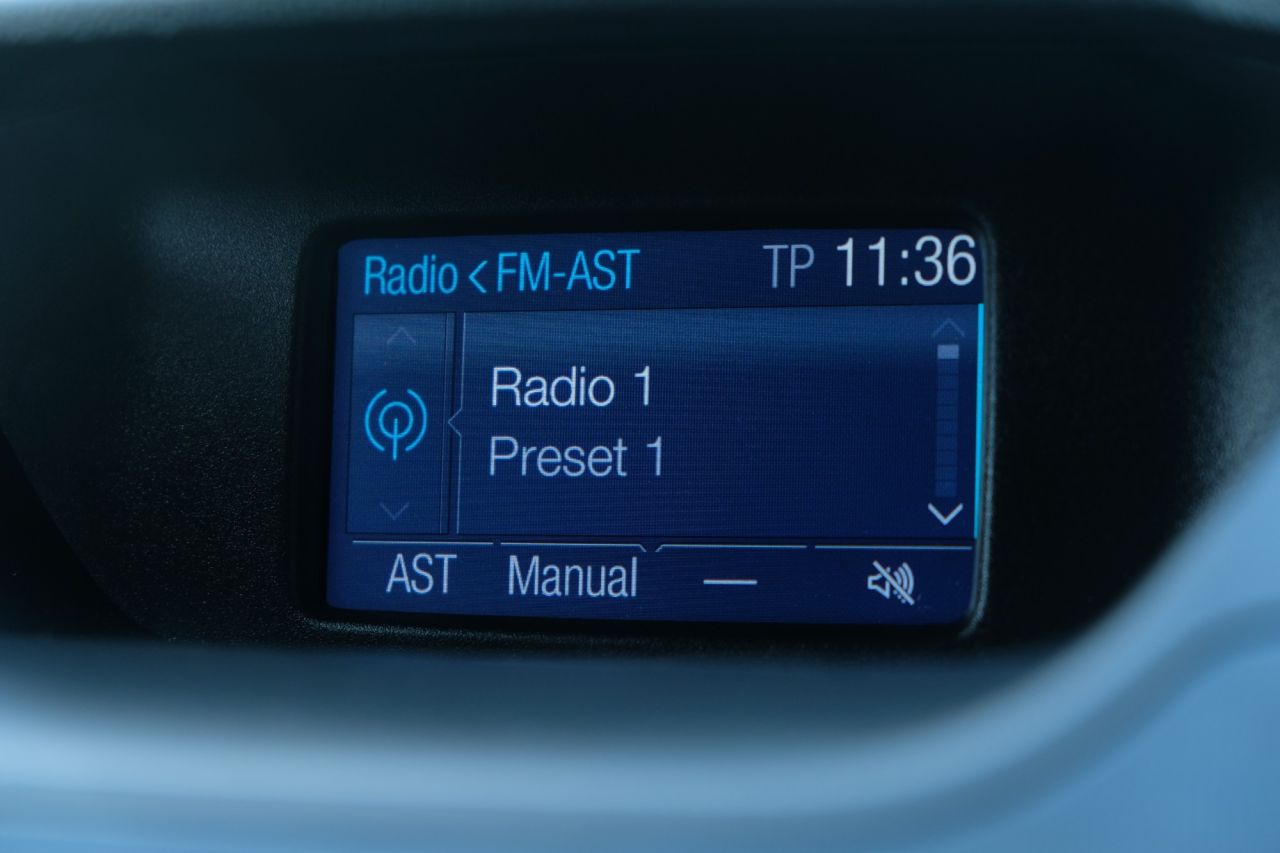 Radio < FM-AST TP 11:36
Radio 1
Preset 1
AST Manual —